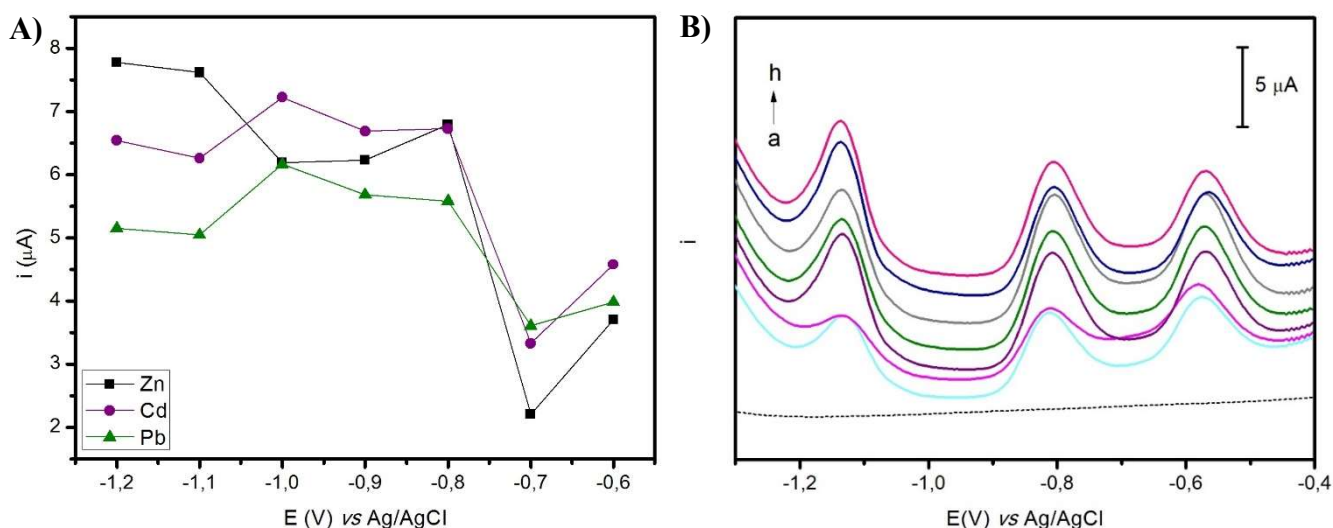 A)
8
7
6
5
4
3
2
i (µA)
Zn
Cd
Pb
-1,2 -1,1 -1,0 -0,9 -0,8 -0,7 -0,6
E (V) vs Ag/AgCl
B)
h
a
5 µA
i
-1,2 -1,0 -0,8 -0,6 -0,4
E(V) vs Ag/AgCl